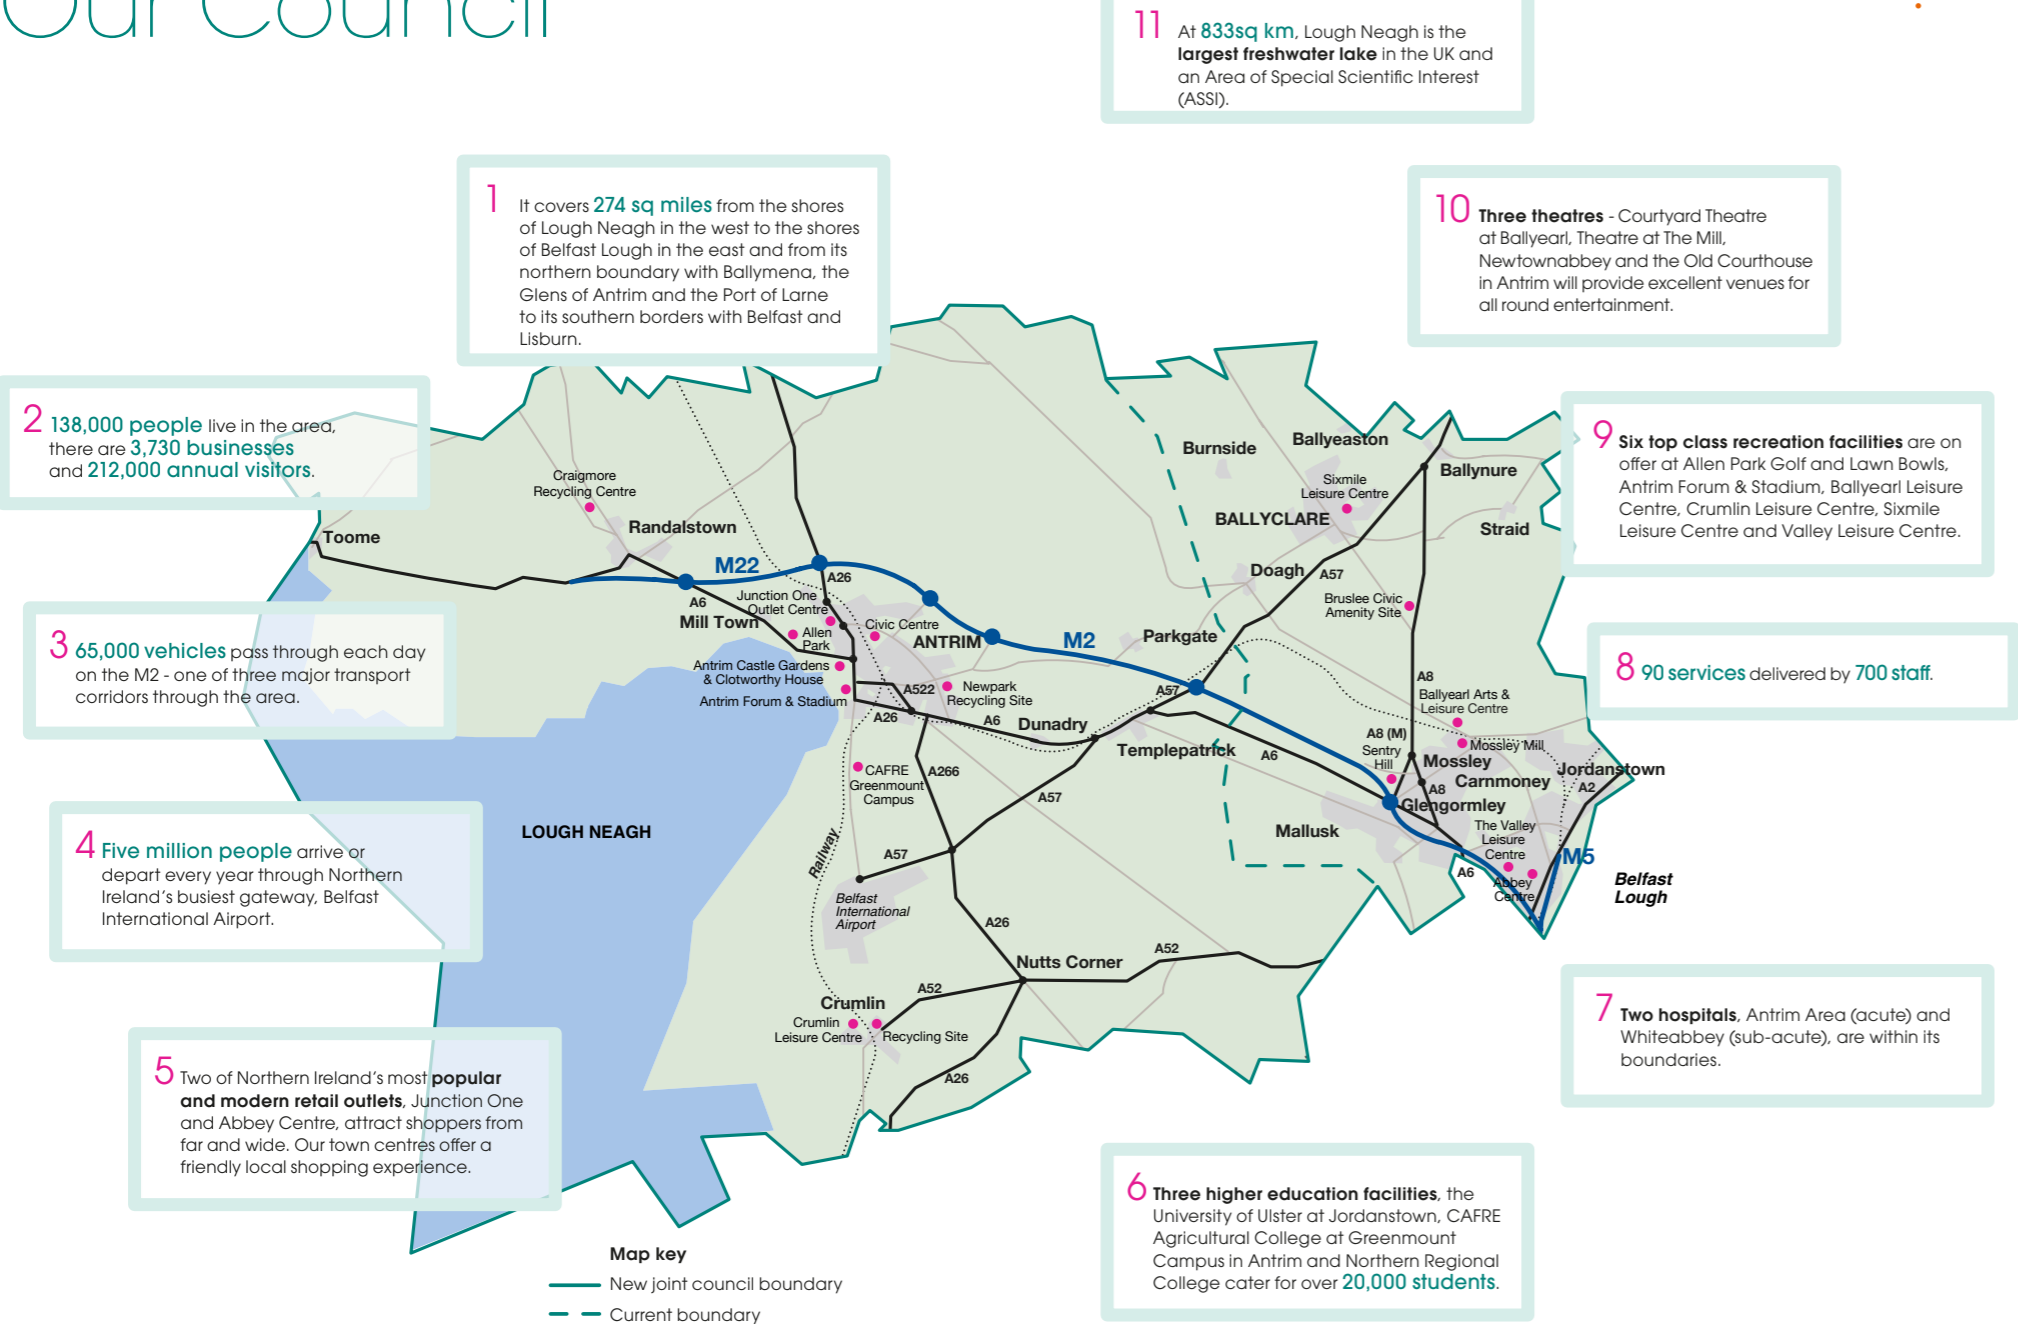 Our Council
11 At 833sq km, Lough Neagh is the
largest freshwater lake in the UK and
an Area of Special Scientific Interest
(ASSI).
1 It covers 274 sq miles from the shores
of Lough Neagh in the west to the shores
of Belfast Lough in the east and from its
northern boundary with Ballymena, the
Glens of Antrim and the Port of Larne
to its southern borders with Belfast and
Lisburn.
10 Three theatres - Courtyard Theatre
at Ballyearl, Theatre at The Mill,
Newtownabbey and the Old Courthouse
in Antrim will provide excellent venues for
all round entertainment.
2 138,000 people live in the area,
there are 3,730 businesses
and 212,000 annual visitors.
9 Six top class recreation facilities are on
offer at Allen Park Golf and Lawn Bowls,
Antrim Forum & Stadium, Ballyearl Leisure
Centre, Crumlin Leisure Centre, Sixmile
Leisure Centre and Valley Leisure Centre.
3 65,000 vehicles pass through each day
on the M2 - one of three major transport
corridors through the area.
8 90 services delivered by 700 staff.
4 Five million people arrive or
depart every year through Northern
Ireland's busiest gateway, Belfast
International Airport.
7 Two hospitals, Antrim Area (acute) and
Whiteabbey (sub-acute), are within its
boundaries.
5 Two of Northern Ireland's most popular
and modern retail outlets, Junction One
and Abbey Centre, attract shoppers from
far and wide. Our town centres offer a
friendly local shopping experience.
6 Three higher education facilities, the
University of Ulster at Jordanstown, CAFRE
Agricultural College at Greenmount
Campus in Antrim and Northern Regional
College cater for over 20,000 students.
Craigmore
Recycling Centre
Randalstown
Toome
M22
A26
A6
Mill Town
Junction One
Outlet Centre
Allen
Park
Civic Centre
ANTRIM
M2
Antrim Castle Gardens
& Clotworthy House
Antrim Forum & Stadium
A522
Newpark
Recycling Site
A26
A6
Dunadry
Parkgate
A57
Templepatrick
A6
Burnside
Ballyeaston
Sixmile
Leisure Centre
BALLYCLARE
Ballynure
Straid
Doagh
A57
Bruslee Civic
Amenity Site
A8
Ballyearl Arts &
Leisure Centre
A8 (M)
Sentry
Hill
Mossley Mill
Mossley
Carnmoney
Jordanstown
A8
A2
Glengormley
Mallusk
The Valley
Leisure
Centre
M5
A6
Abbey
Centre
Belfast
Lough
CAFRE
Greenmount
Campus
A266
A57
LOUGH NEAGH
Railway
A57
Belfast
International
Airport
A26
Nutts Corner
A52
A52
Crumlin
Crumlin
Leisure Centre
Recycling Site
A26
Map key
New joint council boundary
Current boundary